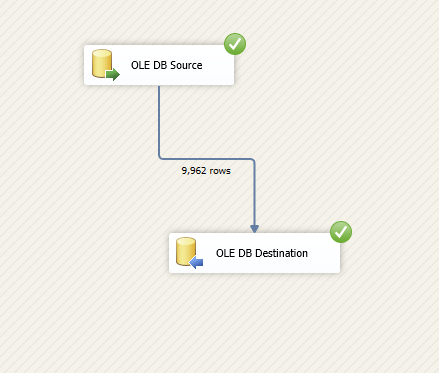 OLE DB Source
9,962 rows
OLE DB Destination